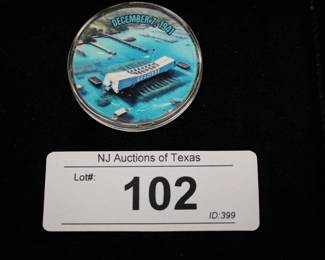 DECEMBER 7, 1941
NJ Auctions of Texas
Lot#:
102
ID:399